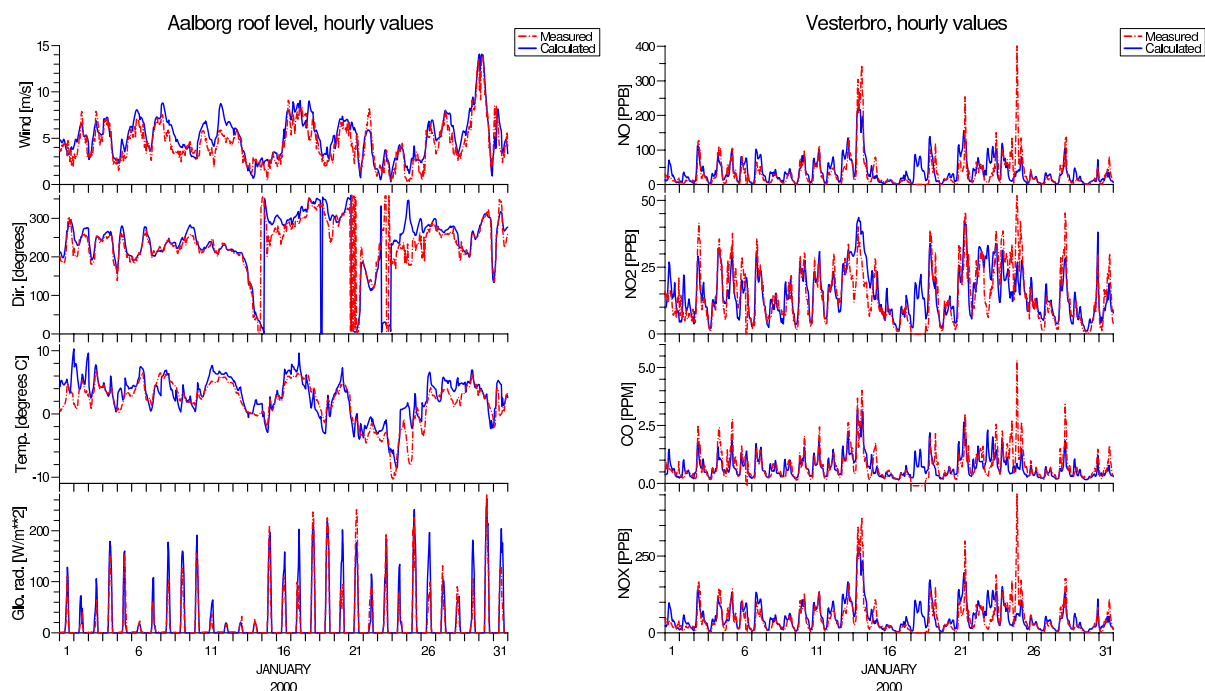 Aalborg roof level, hourly values
Measured
Calculated
15
10
5
0
Wind [m/s]
300
200
100
0
Dir. [degrees]
10
0
-10
Temp. [degrees C]
200
100
0
Glo. rad. [W/m**2]
1 6 11 16 21 26 31
JANUARY
2000
Vesterbro, hourly values
Measured
Calculated
400
300
200
100
0
NO [PPB]
50
25
0
NO2 [PPB]
5.0
2.5
0.0
CO [PPM]
250
0
NOX [PPB]
1 6 11 16 21 26 31
JANUARY
2000